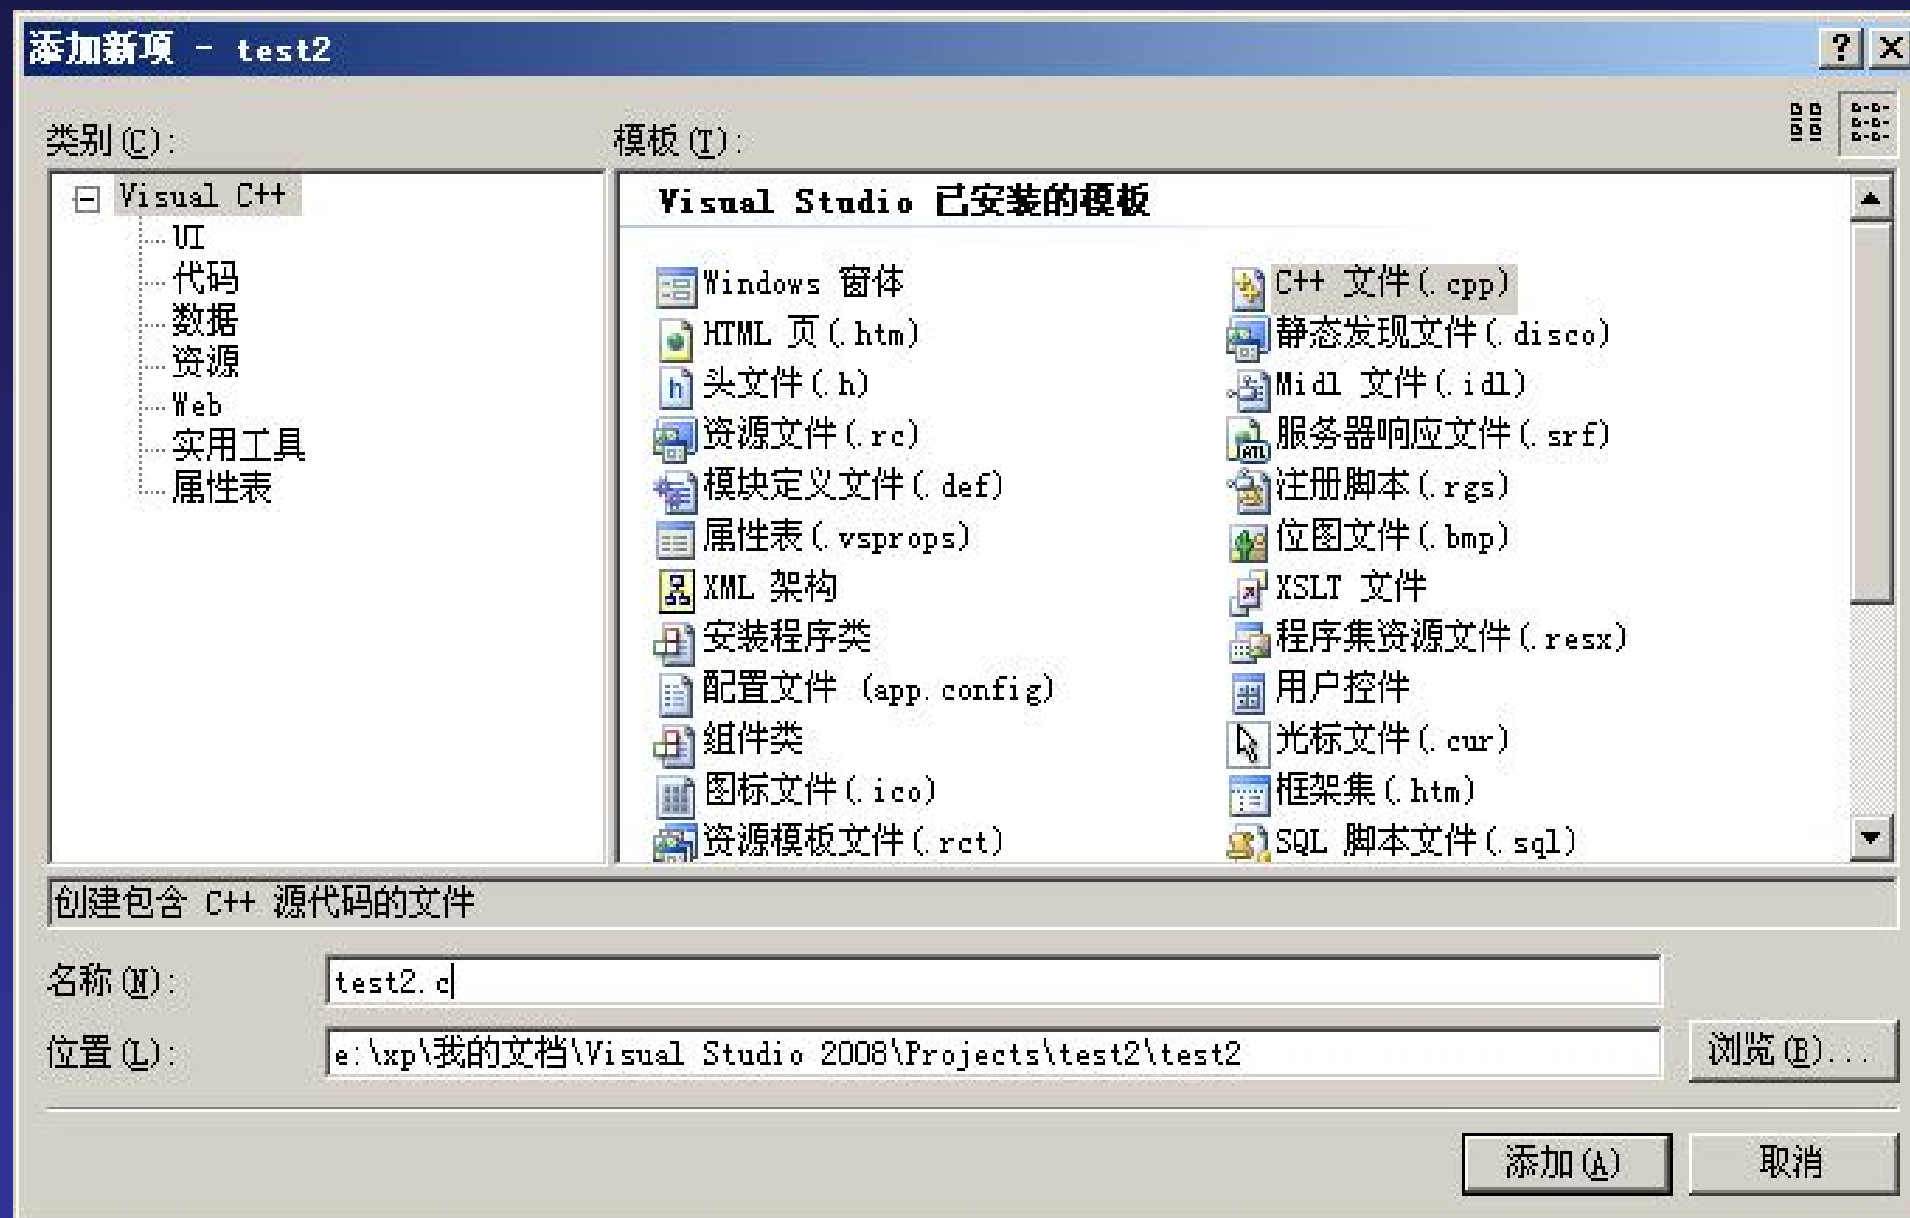 添加新项 - test2
类别(C):
模板(T):
Visual C++
UI
代码
数据
资源
Web
实用工具
属性表
Visual Studio 已安装的模板
Windows 窗体
C++ 文件(.cpp)
HTML 页(.htm)
静态发现文件(.disco)
头文件(.h)
Midl 文件(.idl)
资源文件(.rc)
服务器响应文件(.srf)
模块定义文件(.def)
注册脚本(.rgs)
属性表(.vsprops)
位图文件(.bmp)
XML 架构
XSLT 文件
安装程序类
程序集资源文件(.resx)
配置文件 (app.config)
用户控件
组件类
光标文件(.cur)
图标文件(.ico)
框架集(.htm)
资源模板文件(.rct)
SQL 脚本文件(.sql)
创建包含 C++ 源代码的文件
名称(N):
test2.c
位置(L):
e:\xp\我的文档\Visual Studio 2008\Projects\test2\test2
浏览(B)...
添加(A)
取消